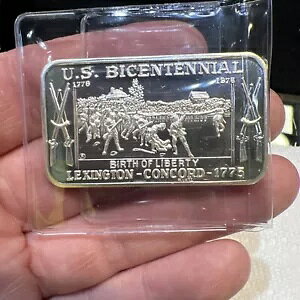 U.S. BICENTENNIAL
1776 1976
BIRTH OF LIBERTY
LEXINGTON - CONCORD - 1775